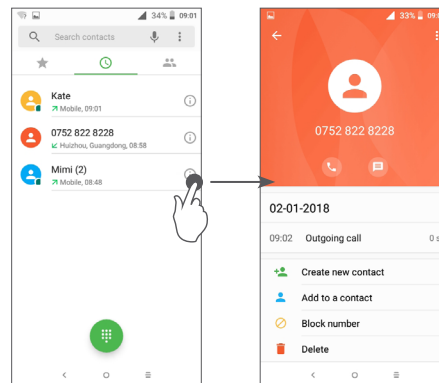 34% 09:01
Search contacts
Kate
Mobile, 09:01
0752 822 8228
Huizhou, Guangdong, 08:58
Mimi (2)
Mobile, 08:48
33%
0752 822 8228
02-01-2018
09:02 Outgoing call
Create new contact
Add to a contact
Block number
Delete